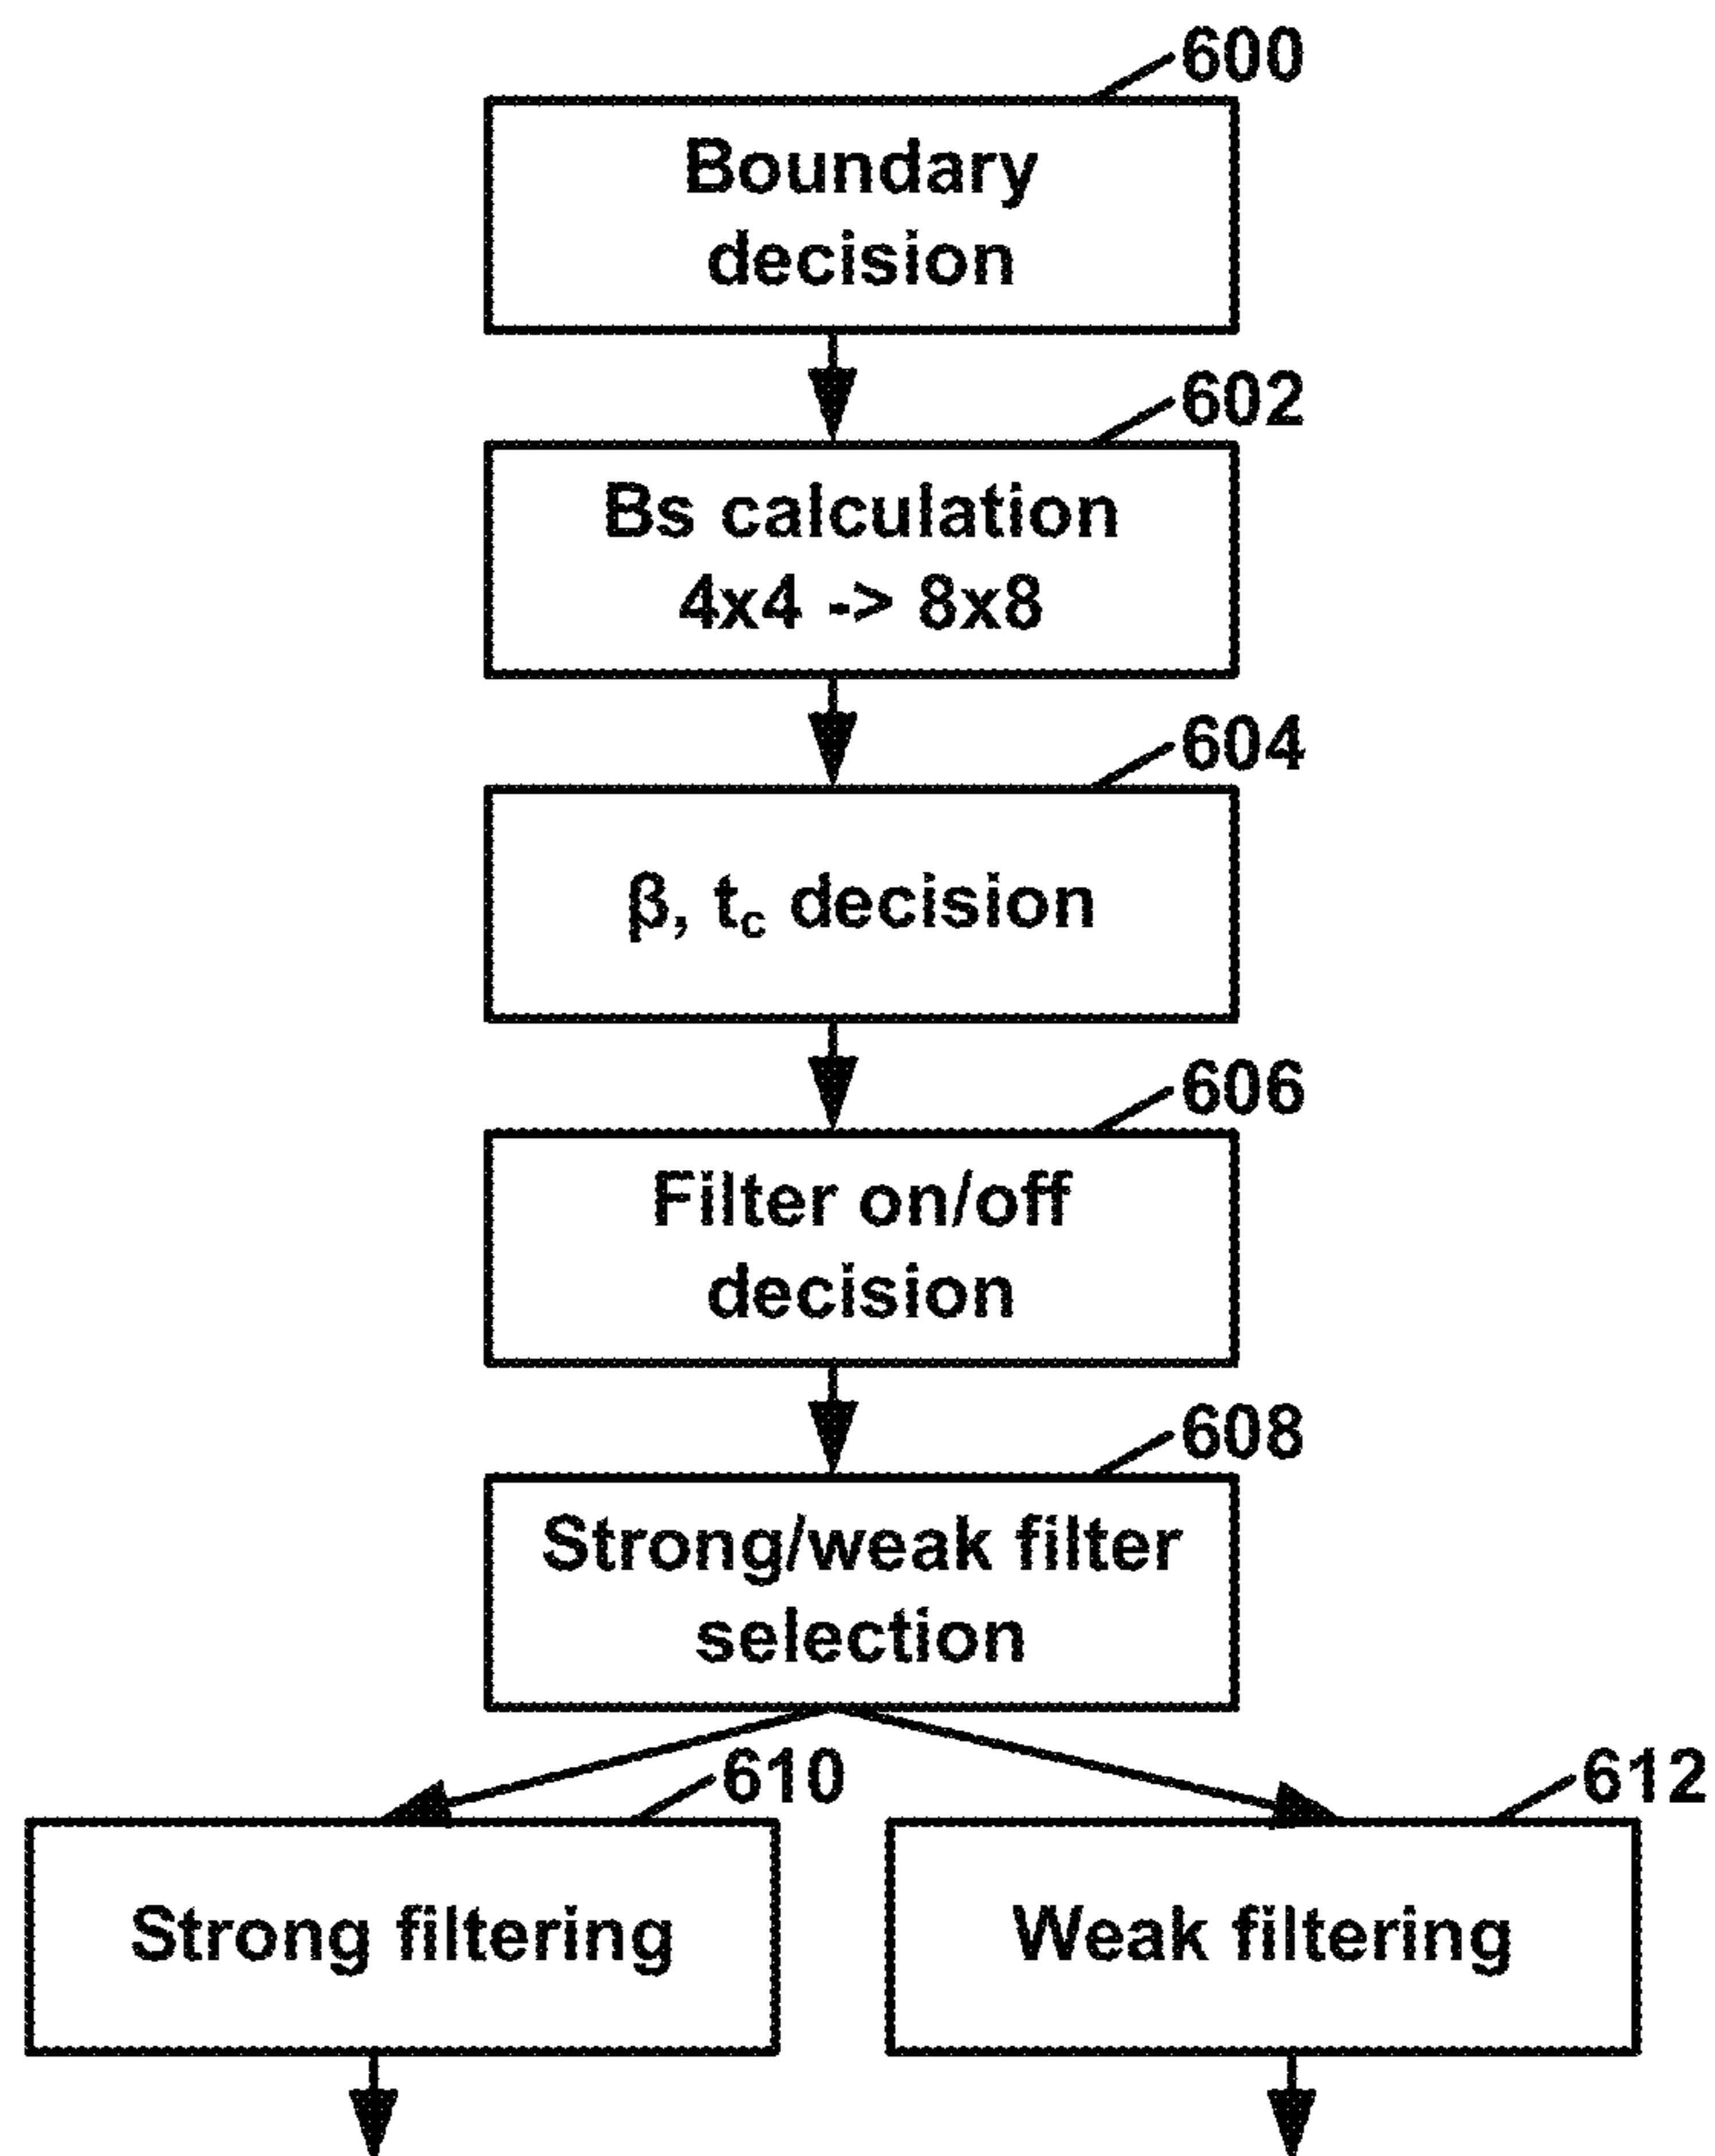 600
Boundary
decision
602
Bs calculation
4x4 -> 8x8
604
β, tc decision
606
Filter on/off
decision
608
Strong/weak filter
selection
610
612
Strong filtering
Weak filtering